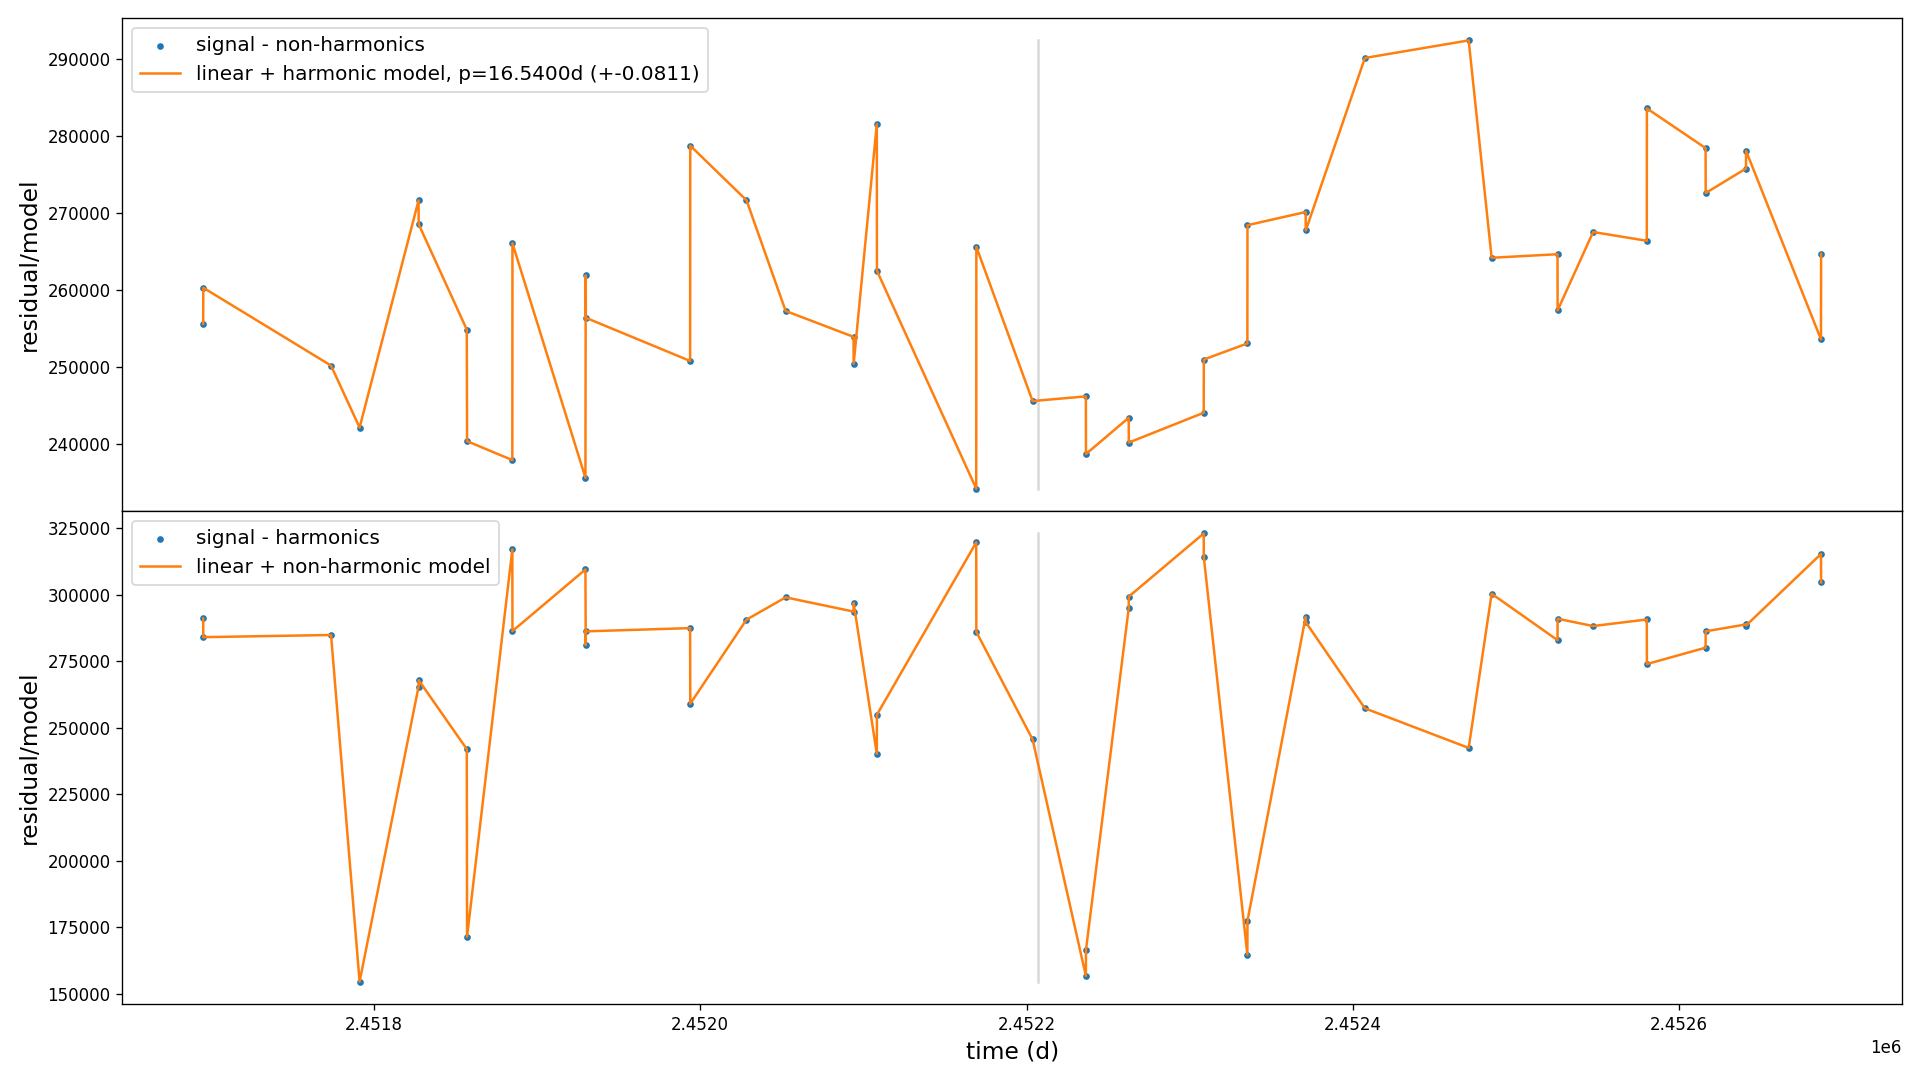 signal - non-harmonics
linear + harmonic model, p=16.5400d (+-0.0811)
290000
280000
270000
260000
250000
240000
residual/model
signal - harmonics
linear + non-harmonic model
325000
300000
275000
250000
225000
200000
175000
150000
residual/model
2.4518 2.4520 2.4522 2.4524 2.4526
1e6
time (d)